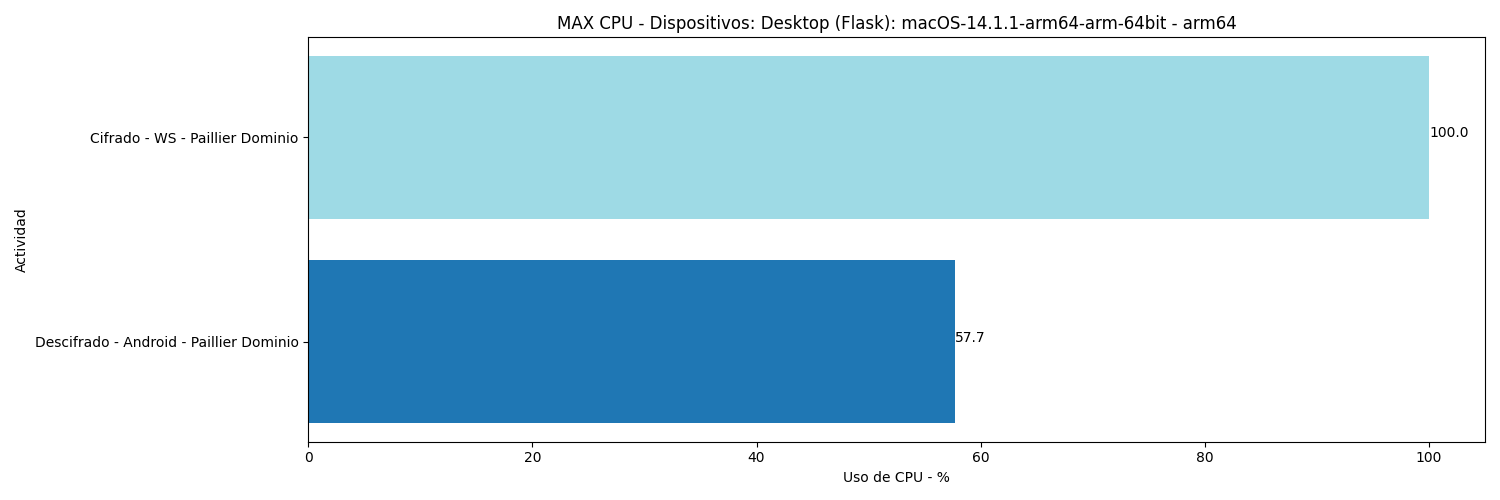 MAX CPU - Dispositivos: Desktop (Flask): macOS-14.1.1-arm64-arm-64bit - arm64
Cifrado - WS - Paillier Dominio
100.0
Actividad
Descifrado - Android - Paillier Dominio
57.7
0 20 40 60 80 100
Uso de CPU - %